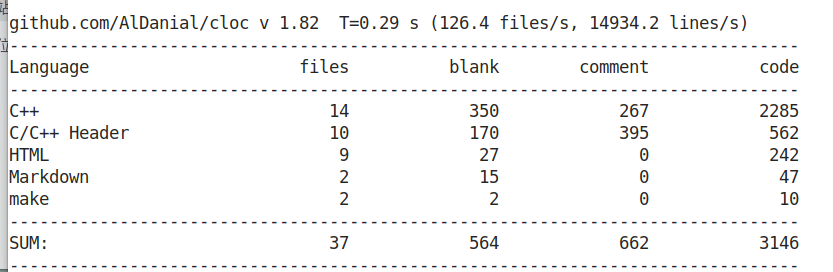 站
位
github.com/AlDanial/cloc v 1.82  T=0.29 s (126.4 files/s, 14934.2 lines/s)
-------------------------------------------------------------------------------
Language                     files          blank        comment           code
-------------------------------------------------------------------------------
C++                             14            350            267           2285
C/C++ Header                    10            170            395            562
HTML                             9             27              0            242
Markdown                         2             15              0             47
make                             2              2              0             10
-------------------------------------------------------------------------------
SUM:                            37            564            662           3146
-------------------------------------------------------------------------------